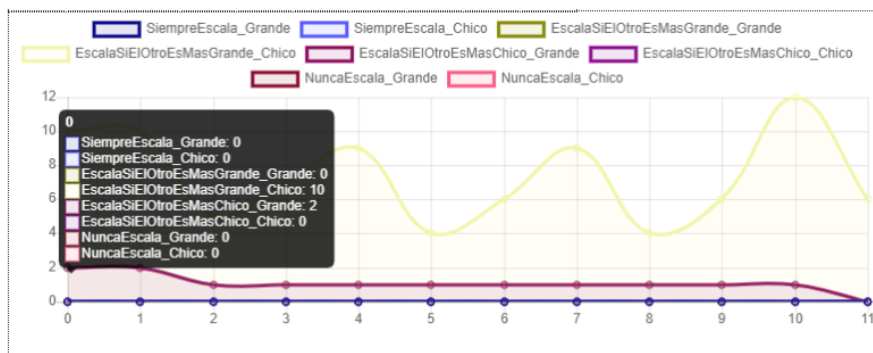 SiempreEscala_Grande SiempreEscala_Chico EscalaSiElOtroEsMasGrande_Grande
EscalaSiElOtroEsMasGrande_Chico EscalaSiElOtroEsMasChico_Grande EscalaSiElOtroEsMasChico_Chico
NuncaEscala_Grande NuncaEscala_Chico
12
10
8
6
4
2
0
0
SiempreEscala_Grande: 0
SiempreEscala_Chico: 0
EscalaSiElOtroEsMasGrande_Grande: 0
EscalaSiElOtroEsMasGrande_Chico: 10
EscalaSiElOtroEsMasChico_Grande: 2
EscalaSiElOtroEsMasChico_Chico: 0
NuncaEscala_Grande: 0
NuncaEscala_Chico: 0
0 1 2 3 4 5 6 7 8 9 10 11